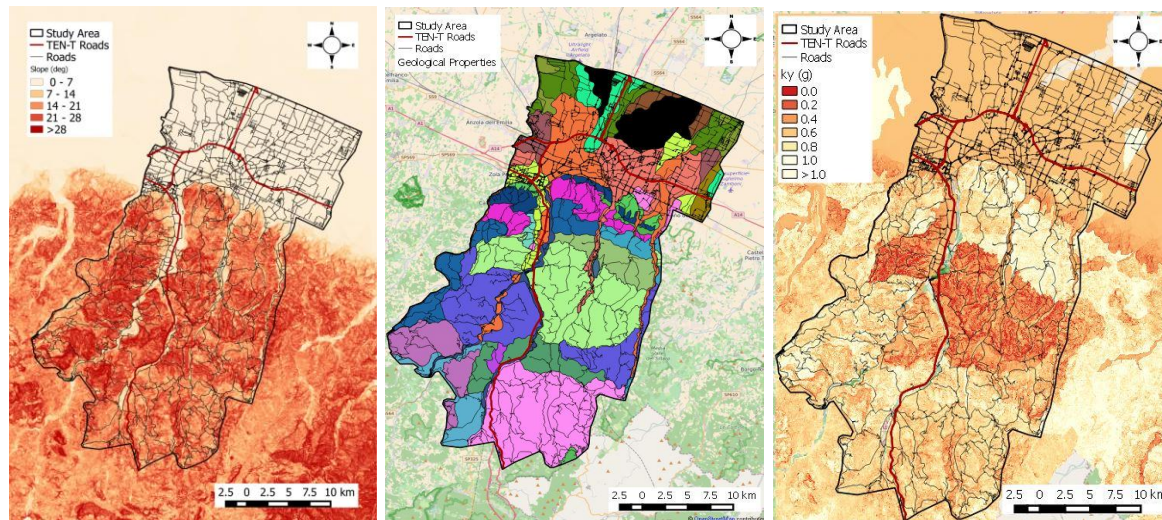 Study Area
TEN-T Roads
Roads
Slope (deg)
0 - 7
7 - 14
14 - 21
21 - 28
>28
N
W
E
S
2.5 0 2.5 5 7.5 10 km
Study Area
TEN-T Roads
Roads
Geological Properties
N
W
E
S
Argelato
Anzola dell'Emilia
2.5 0 2.5 5 7.5 10 km
Study Area
TEN-T Roads
Roads
ky (g)
0.0
0.2
0.4
0.6
0.8
1.0
>1.0
N
W
E
S
2.5 0 2.5 5 7.5 10 km